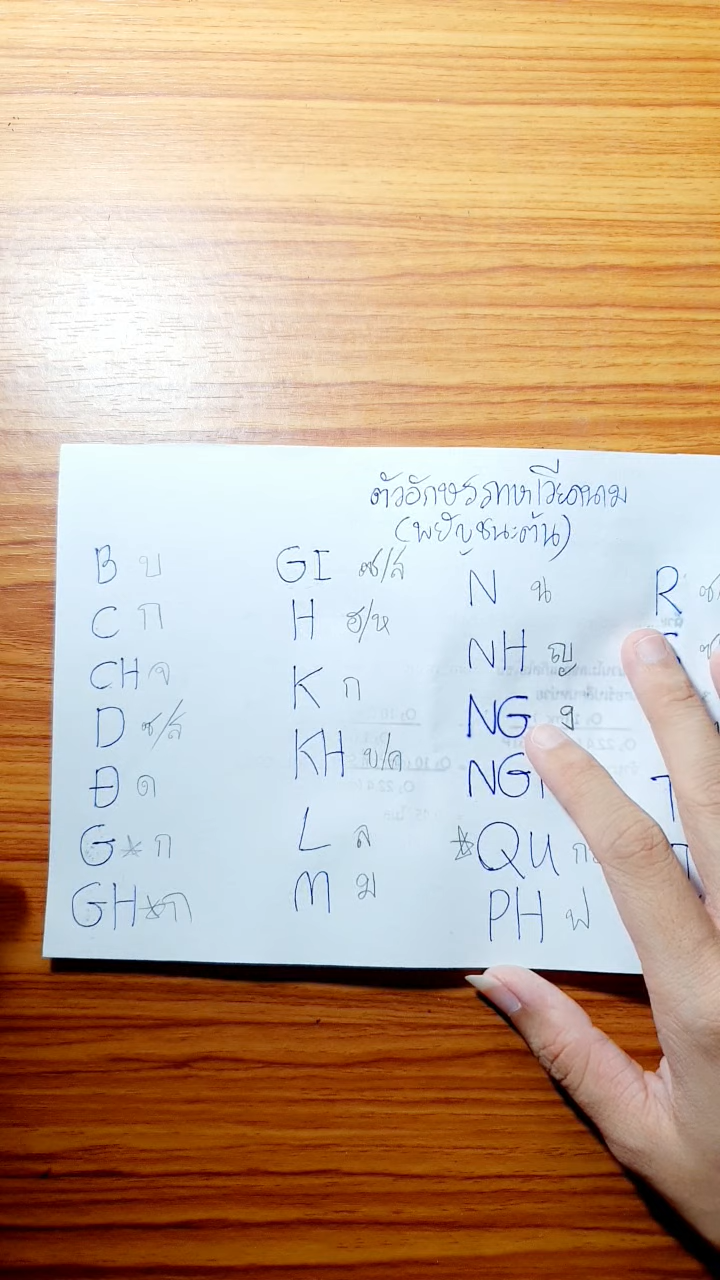 ตัวอักษรภาษาเวียดนาม
(พยัญชนะต้น)
B บ
C ก
CH จ
D ซ/ส
Đ ด
G* ก
GH* ก
GI ซ/ส
H ฮ/ห
K ก
KH ข/ค
L ล
M ม
N น
NH ญ
NG ง
*QU
PH ฟ
R